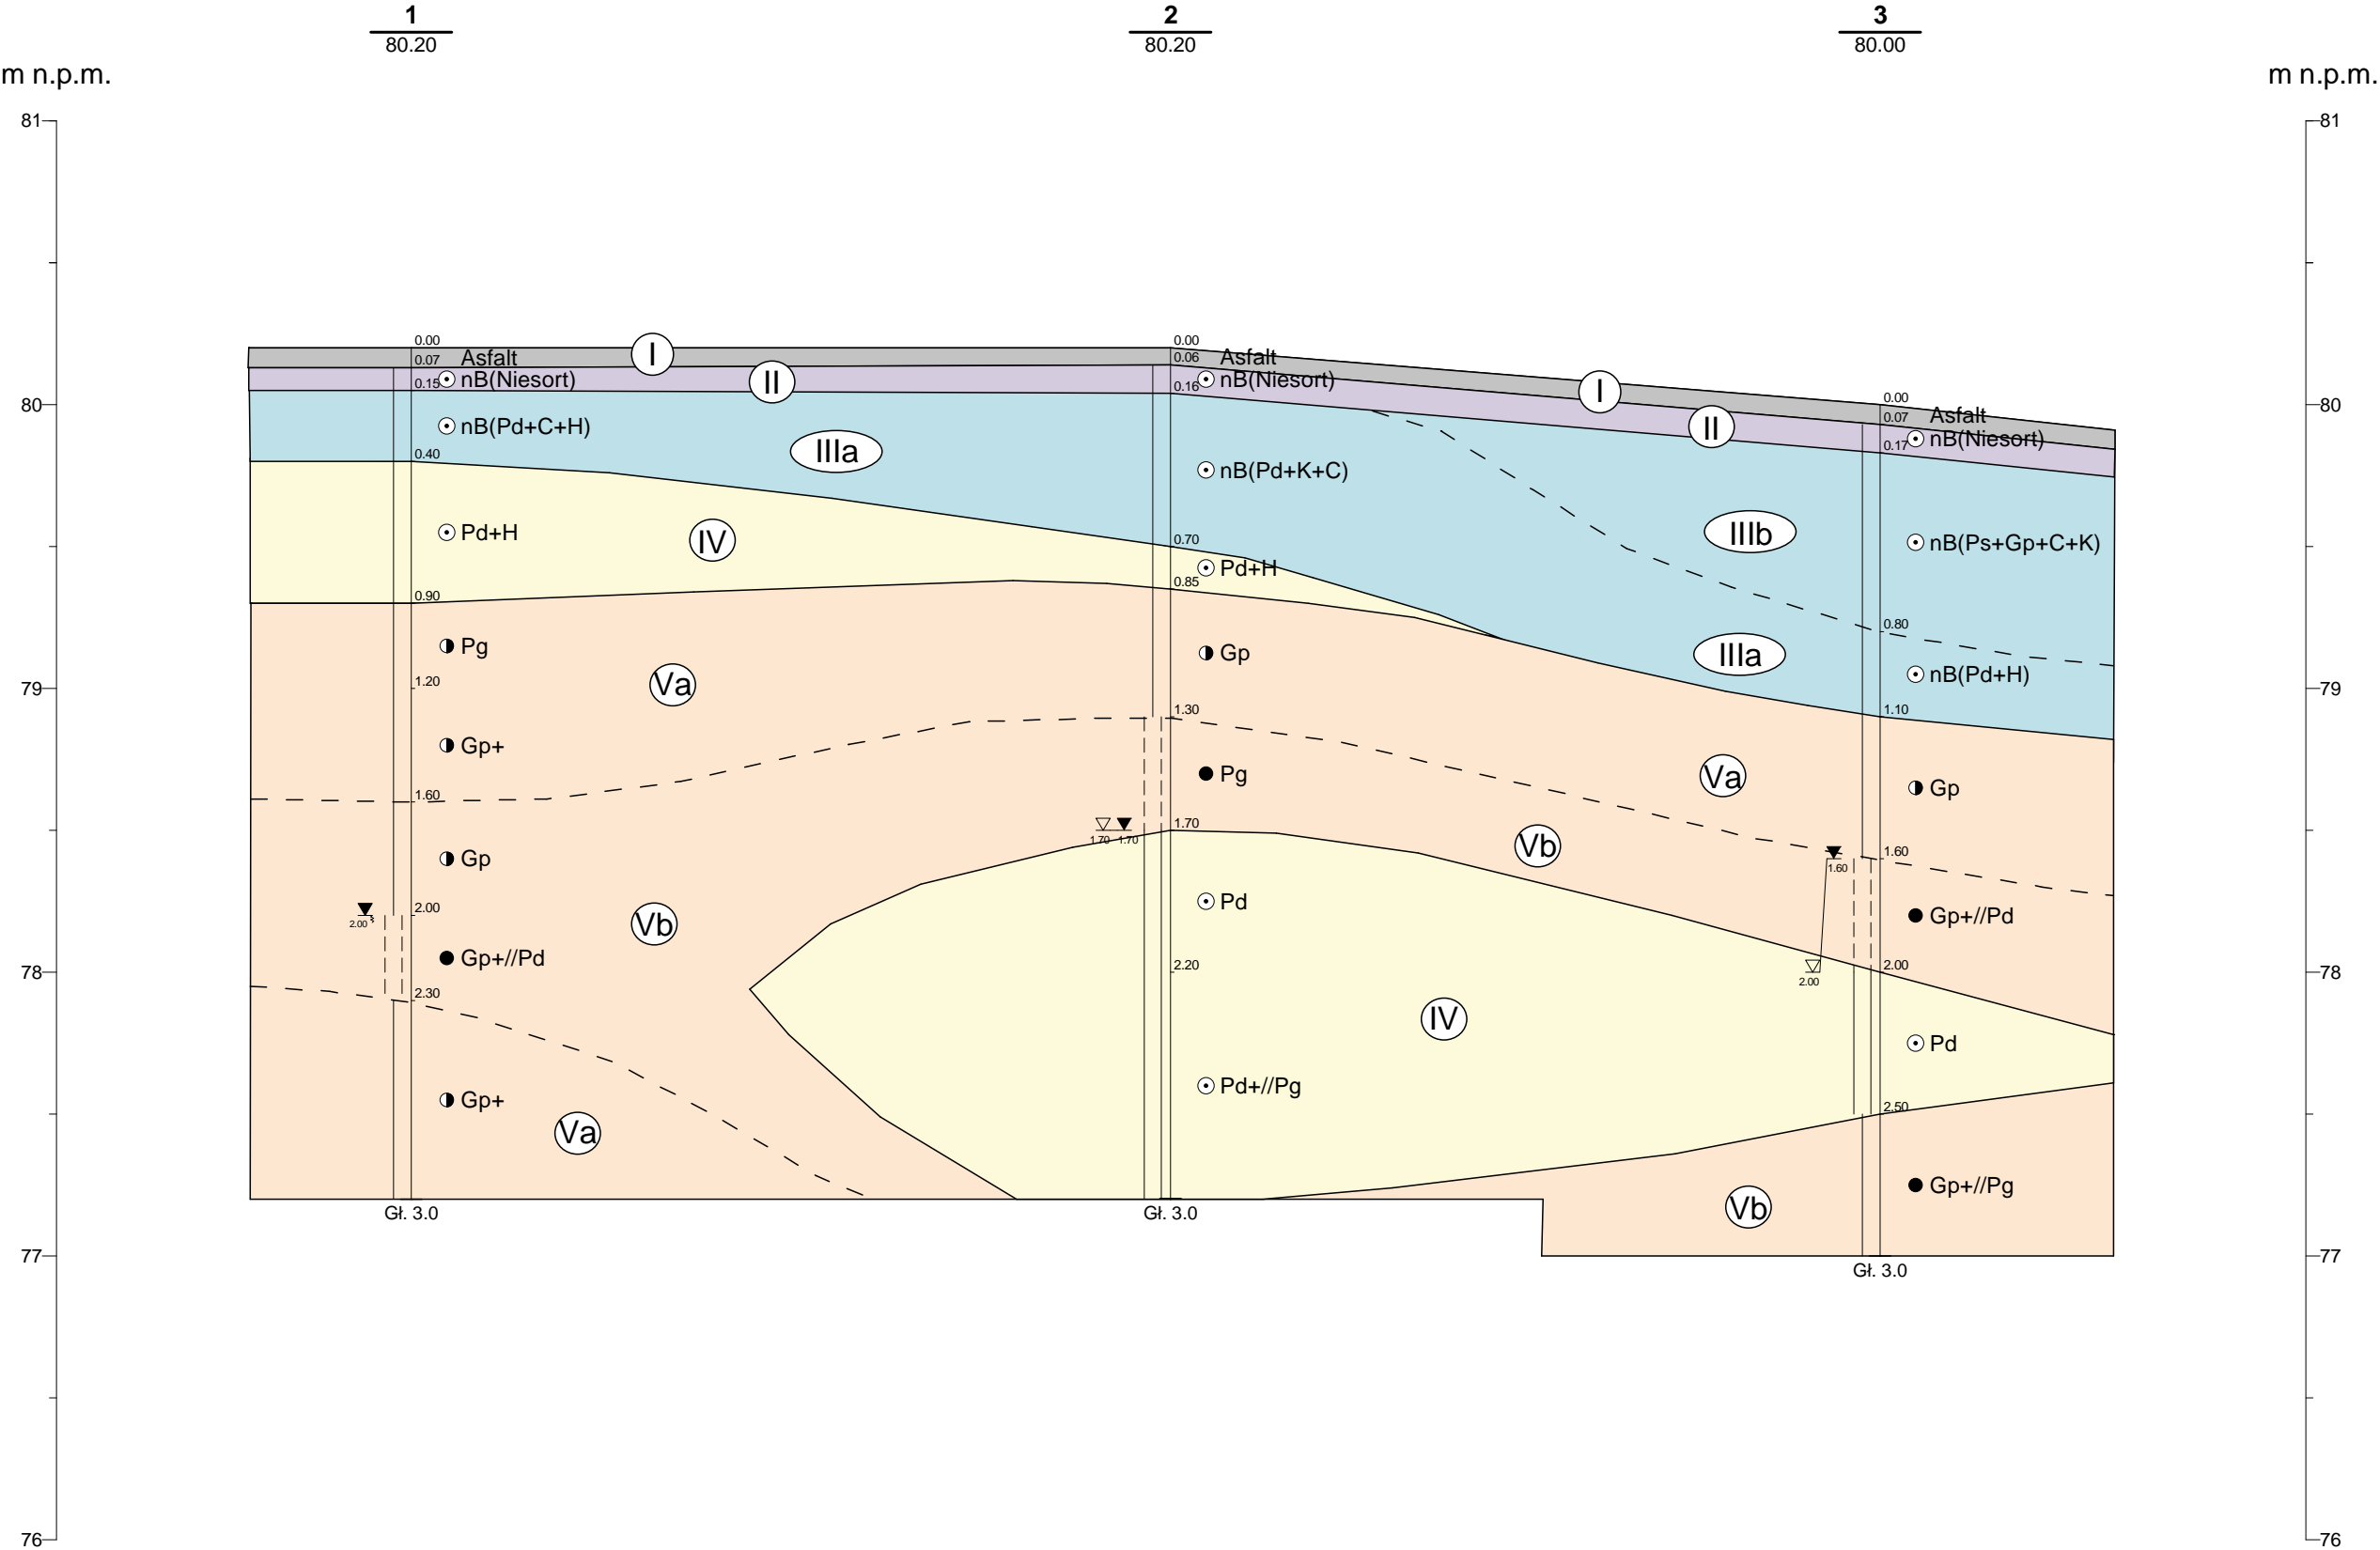 1 2 3
80.20 80.20 80.00
m n.p.m. m n.p.m.
81 81
0.00 0.00
0.07 Asfalt I 0.06 Asfalt
0.15 nB(Niesort) II 0.16 nB(Niesort) I
80 0.00 80
0.07 Asfalt
nB(Pd+C+H) II 0.17 nB(Niesort)
0.40 IIIa nB(Pd+K+C)
Pd+H IV 0.70 IIIb nB(Ps+Gp+C+K)
Pd+H
0.90 0.85 0.80
Pg Gp IIIa nB(Pd+H)
79 1.20 Va 79
1.30 1.10
Gp+ Pg Va Gp
1.60 1.70 1.70 1.70 Vb 1.60 1.60
Gp Pd
2.00 2.00 Vb Gp+//Pd
Gp+//Pd
78 2.20 2.00 2.00 78
2.30 IV Pd
Gp+ Pd+//Pg 2.50
Va
Vb Gp+//Pg
Gł. 3.0 Gł. 3.0
77 77
Gł. 3.0
76 76